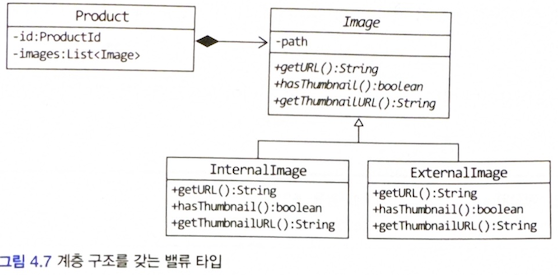 Product
-id:ProductId
-images:List<Image>
Image
-path
+getURL():String
+hasThumbnail():boolean
+getThumbnailURL():String
InternalImage
+getURL():String
+hasThumbnail():boolean
+getThumbnailURL():String
ExternalImage
+getURL():String
+hasThumbnail():boolean
+getThumbnailURL():String
그림 4.7 계층 구조를 갖는 밸류 타입